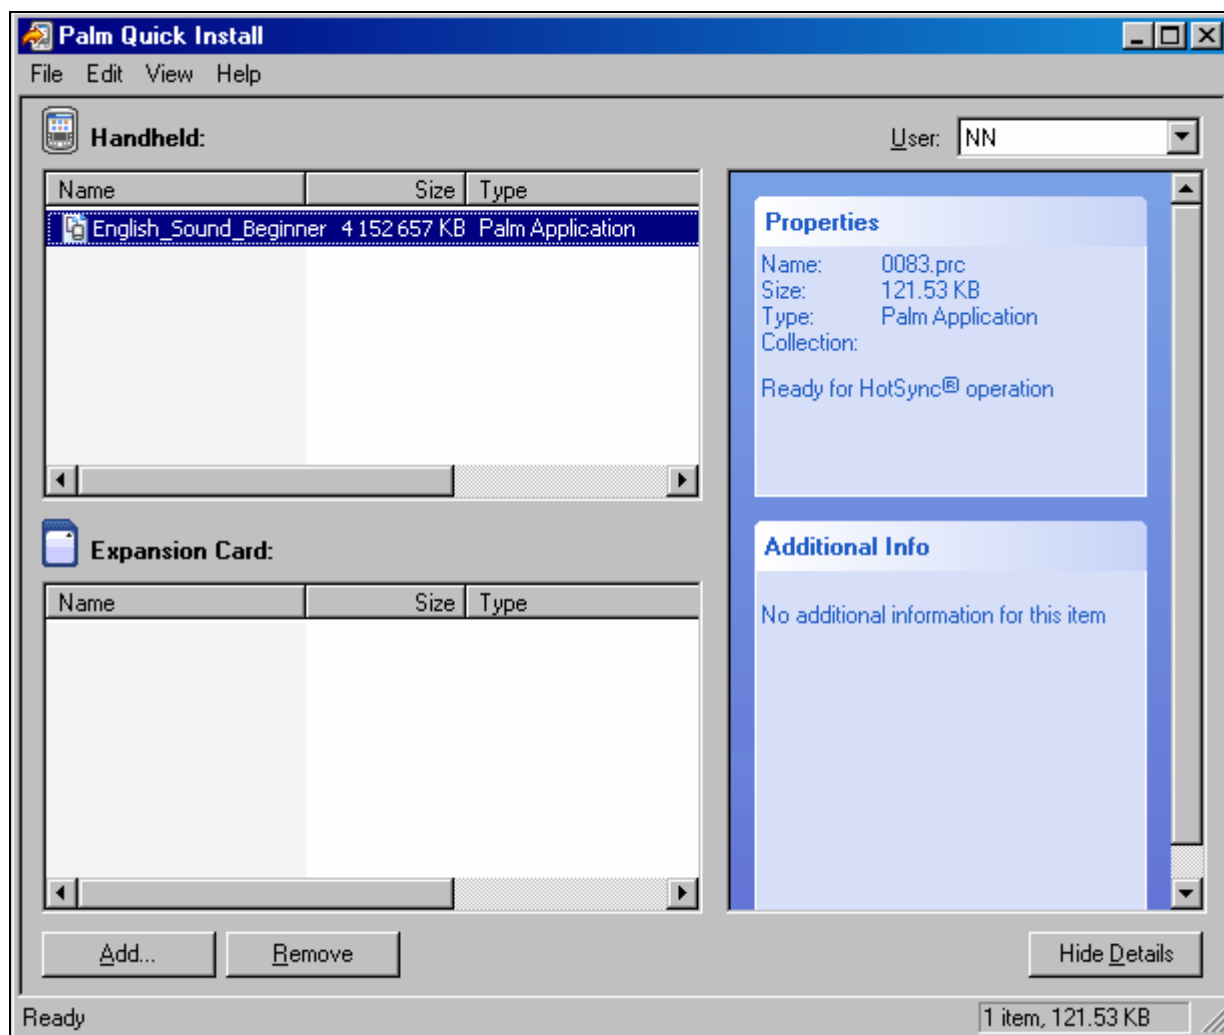 Palm Quick Install
File Edit View Help
Handheld:
User: NN
Name Size Type
English_Sound_Beginner 4 152 657 KB Palm Application
Expansion Card:
Name Size Type
Properties
Name: 0083.prc
Size: 121.53 KB
Type: Palm Application
Collection:
Ready for HotSync® operation
Additional Info
No additional information for this item
Add... Remove
Hide Details
Ready
1 item, 121.53 KB